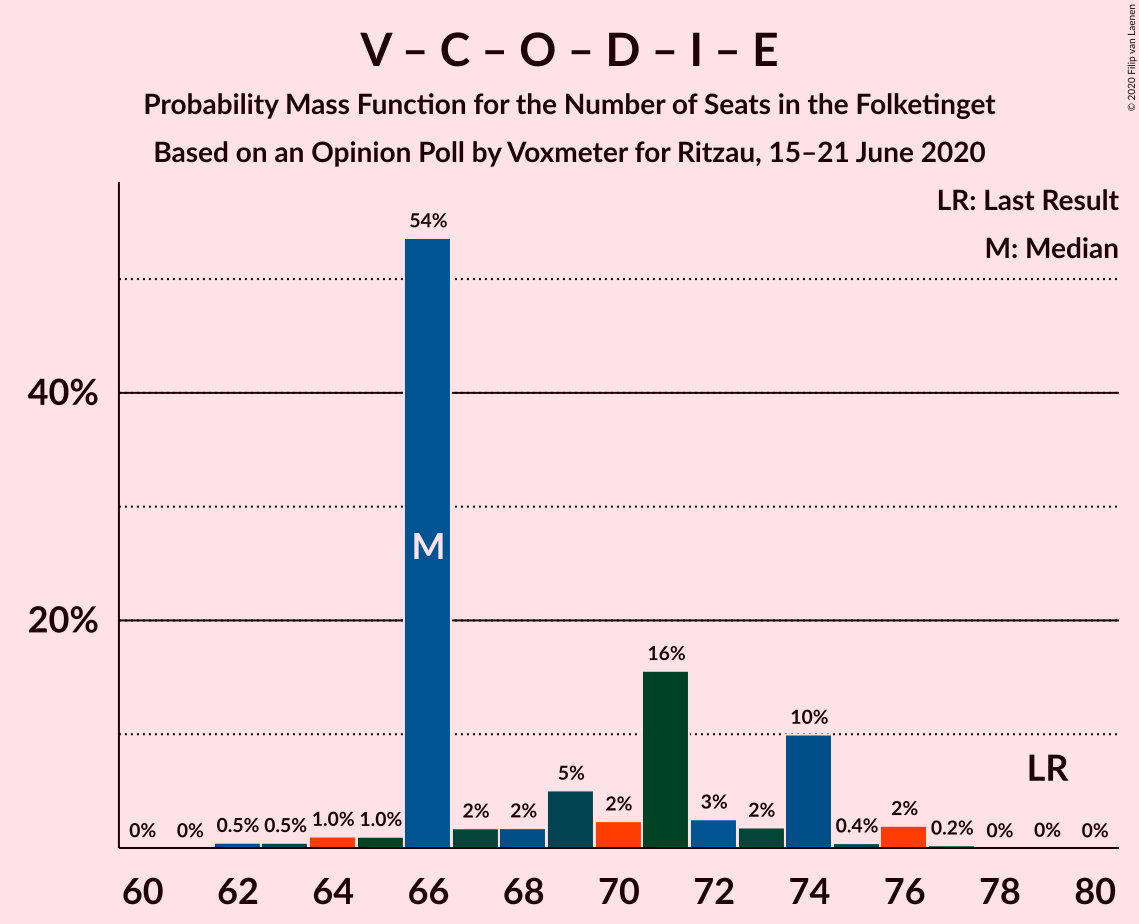 V – C – O – D – I – E
Probability Mass Function for the Number of Seats in the Folketinget
Based on an Opinion Poll by Voxmeter for Ritzau, 15–21 June 2020
© 2020 Filip van Laenen
LR: Last Result
M: Median
54%
40%
M
20%
16%
10%
LR
5%
0% 0% 0.5% 0.5% 1.0% 1.0% 2% 2% 2% 3% 2% 0.4% 2% 0.2% 0% 0% 0%
60 62 64 66 68 70 72 74 76 78 80